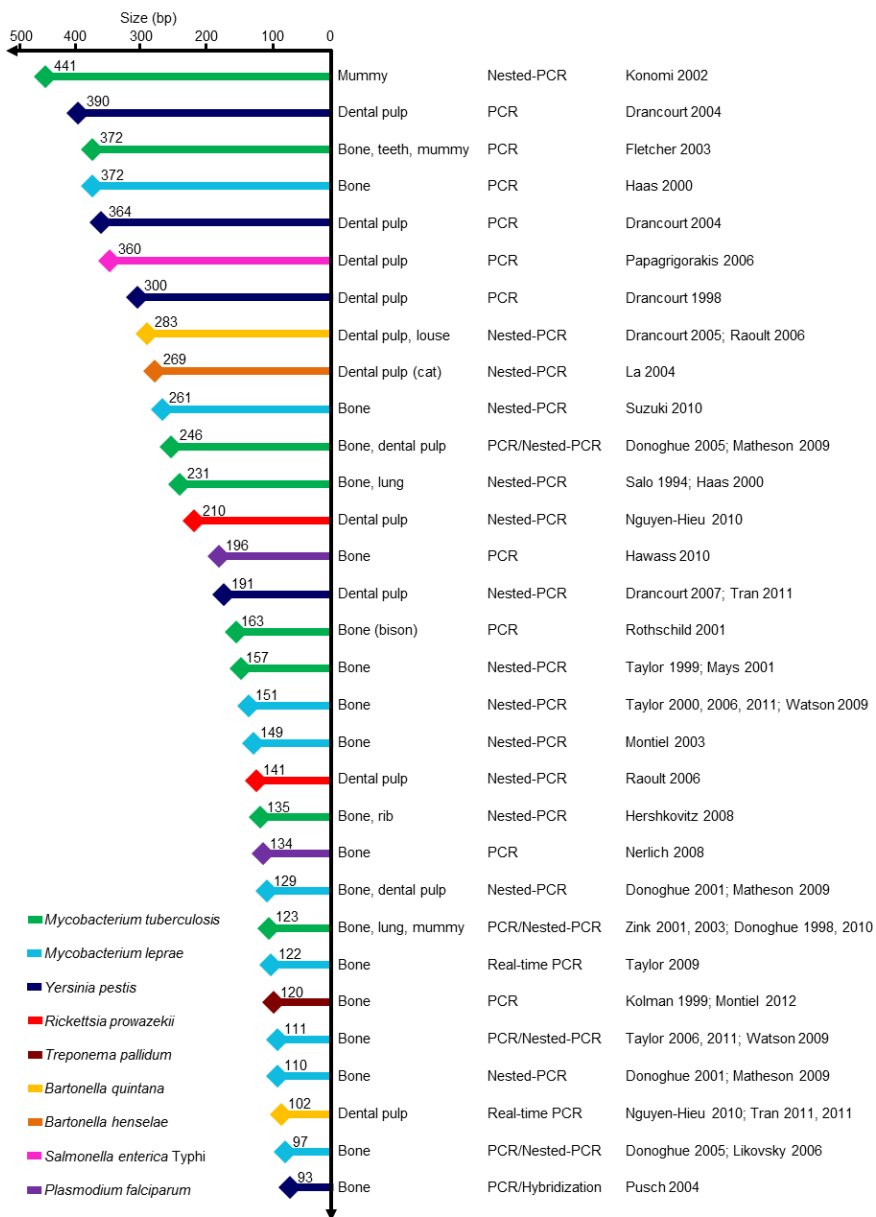 Size (bp)
500 400 300 200 100 0
441 Mummy Nested-PCR Konomi 2002
390 Dental pulp PCR Drancourt 2004
372 Bone, teeth, mummy PCR Fletcher 2003
372 Bone PCR Haas 2000
364 Dental pulp PCR Drancourt 2004
360 Dental pulp PCR Papagrigorakis 2006
300 Dental pulp PCR Drancourt 1998
283 Dental pulp, louse Nested-PCR Drancourt 2005; Raoult 2006
269 Dental pulp (cat) Nested-PCR La 2004
261 Bone Nested-PCR Suzuki 2010
246 Bone, dental pulp PCR/Nested-PCR Donoghue 2005; Matheson 2009
231 Bone, lung Nested-PCR Salo 1994; Haas 2000
210 Dental pulp Nested-PCR Nguyen-Hieu 2010
196 Bone PCR Hawass 2010
191 Dental pulp Nested-PCR Drancourt 2007; Tran 2011
163 Bone (bison) PCR Rothschild 2001
157 Bone Nested-PCR Taylor 1999; Mays 2001
151 Bone Nested-PCR Taylor 2000, 2006, 2011; Watson 2009
149 Bone Nested-PCR Montiel 2003
141 Dental pulp Nested-PCR Raoult 2006
135 Bone, rib Nested-PCR Hershkovitz 2008
134 Bone PCR Nerlich 2008
129 Bone, dental pulp Nested-PCR Donoghue 2001; Matheson 2009
123 Bone, lung, mummy PCR/Nested-PCR Zink 2001, 2003; Donoghue 1998, 2010
122 Bone Real-time PCR Taylor 2009
120 Bone PCR Kolman 1999; Montiel 2012
111 Bone PCR/Nested-PCR Taylor 2006, 2011; Watson 2009
110 Bone Nested-PCR Donoghue 2001; Matheson 2009
102 Dental pulp Real-time PCR Nguyen-Hieu 2010; Tran 2011, 2011
97 Bone PCR/Nested-PCR Donoghue 2005; Likovsky 2006
93 Bone PCR/Hybridization Pusch 2004
Mycobacterium tuberculosis
Mycobacterium leprae
Yersinia pestis
Rickettsia prowazekii
Treponema pallidum
Bartonella quintana
Bartonella henselae
Salmonella enterica Typhi
Plasmodium falciparum